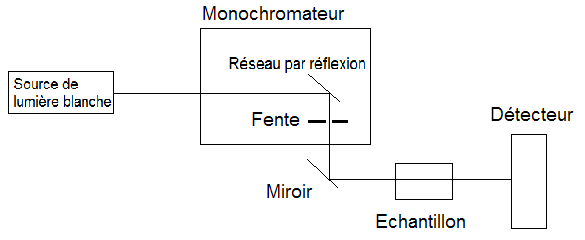 Monochromateur
Réseau par réflexion
Source de
lumière blanche
Fente
Détecteur
Miroir
Echantillon